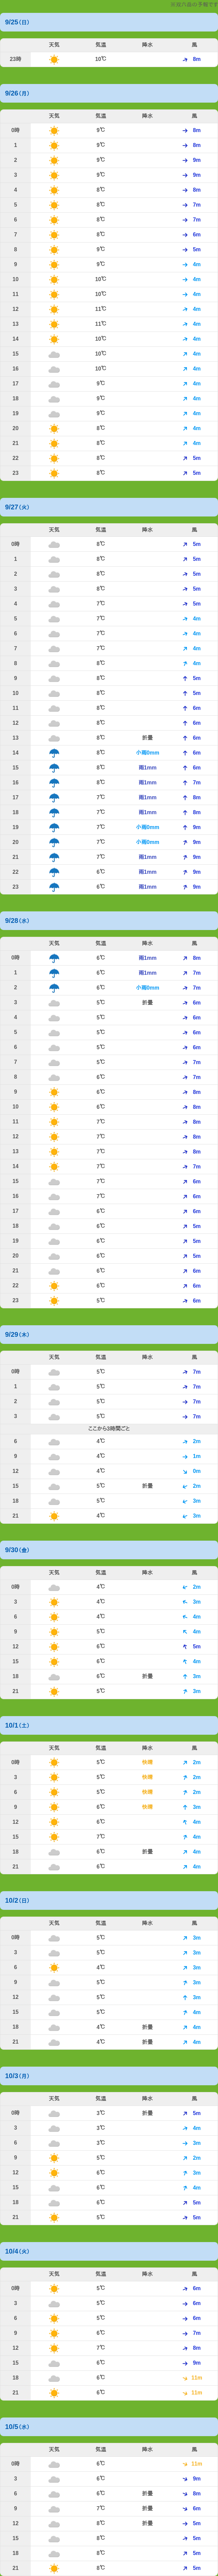 9/25(日)
天気 気温 降水 風
23時 10℃ 8m
9/26(月)
天気 気温 降水 風
0時 9℃ 8m
1 9℃ 8m
2 9℃ 9m
3 9℃ 9m
4 8℃ 8m
5 8℃ 7m
6 8℃ 7m
7 8℃ 6m
8 9℃ 5m
9 9℃ 4m
10 10℃ 4m
11 10℃ 4m
12 11℃ 4m
13 11℃ 4m
14 10℃ 4m
15 10℃ 4m
16 10℃ 4m
17 9℃ 4m
18 9℃ 4m
19 9℃ 4m
20 8℃ 4m
21 8℃ 4m
22 8℃ 5m
23 8℃ 5m
9/27(火)
天気 気温 降水 風
0時 8℃ 5m
1 8℃ 5m
2 8℃ 5m
3 8℃ 5m
4 7℃ 5m
5 7℃ 4m
6 7℃ 4m
7 7℃ 4m
8 8℃ 4m
9 8℃ 5m
10 8℃ 5m
11 8℃ 6m
12 8℃ 6m
13 8℃ 折畳 6m
14 8℃ 小雨0mm 6m
15 8℃ 雨1mm 6m
16 8℃ 雨1mm 7m
17 7℃ 雨1mm 8m
18 7℃ 雨1mm 8m
19 7℃ 小雨0mm 9m
20 7℃ 小雨0mm 9m
21 7℃ 雨1mm 9m
22 6℃ 雨1mm 9m
23 6℃ 雨1mm 9m
9/28(水)
天気 気温 降水 風
0時 6℃ 雨1mm 8m
1 6℃ 雨1mm 7m
2 6℃ 小雨0mm 7m
3 5℃ 折畳 6m
4 5℃ 6m
5 5℃ 6m
6 5℃ 6m
7 5℃ 7m
8 6℃ 7m
9 6℃ 8m
10 6℃ 8m
11 7℃ 8m
12 7℃ 8m
13 7℃ 8m
14 7℃ 7m
15 7℃ 6m
16 7℃ 6m
17 6℃ 6m
18 6℃ 5m
19 6℃ 5m
20 6℃ 5m
21 6℃ 6m
22 6℃ 6m
23 5℃ 6m
9/29(木)
天気 気温 降水 風
0時 5℃ 7m
1 5℃ 7m
2 5℃ 7m
3 5℃ 7m
ここから3時間ごと
6 4℃ 2m
9 4℃ 1m
12 4℃ 0m
15 5℃ 折畳 2m
18 5℃ 3m
21 4℃ 3m
9/30(金)
天気 気温 降水 風
0時 4℃ 2m
3 4℃ 3m
6 4℃ 4m
9 5℃ 4m
12 6℃ 5m
15 6℃ 4m
18 6℃ 折畳 3m
21 5℃ 3m
10/1(土)
天気 気温 降水 風
0時 5℃ 快晴 2m
3 5℃ 快晴 2m
6 5℃ 快晴 2m
9 6℃ 快晴 3m
12 6℃ 4m
15 7℃ 4m
18 6℃ 折畳 4m
21 6℃ 4m
10/2(日)
天気 気温 降水 風
0時 5℃ 3m
3 5℃ 3m
6 4℃ 3m
9 5℃ 3m
12 5℃ 3m
15 5℃ 4m
18 4℃ 折畳 4m
21 4℃ 折畳 4m
10/3(月)
天気 気温 降水 風
0時 3℃ 折畳 5m
3 3℃ 4m
6 3℃ 3m
9 5℃ 2m
12 6℃ 3m
15 6℃ 4m
18 6℃ 5m
21 5℃ 5m
10/4(火)
天気 気温 降水 風
0時 5℃ 6m
3 5℃ 6m
6 5℃ 6m
9 6℃ 7m
12 7℃ 8m
15 6℃ 9m
18 6℃ 11m
21 6℃ 11m
10/5(水)
天気 気温 降水 風
0時 6℃ 11m
3 6℃ 9m
6 6℃ 折畳 8m
9 7℃ 折畳 6m
12 8℃ 折畳 5m
15 8℃ 5m
18 8℃ 5m
21 8℃ 5m